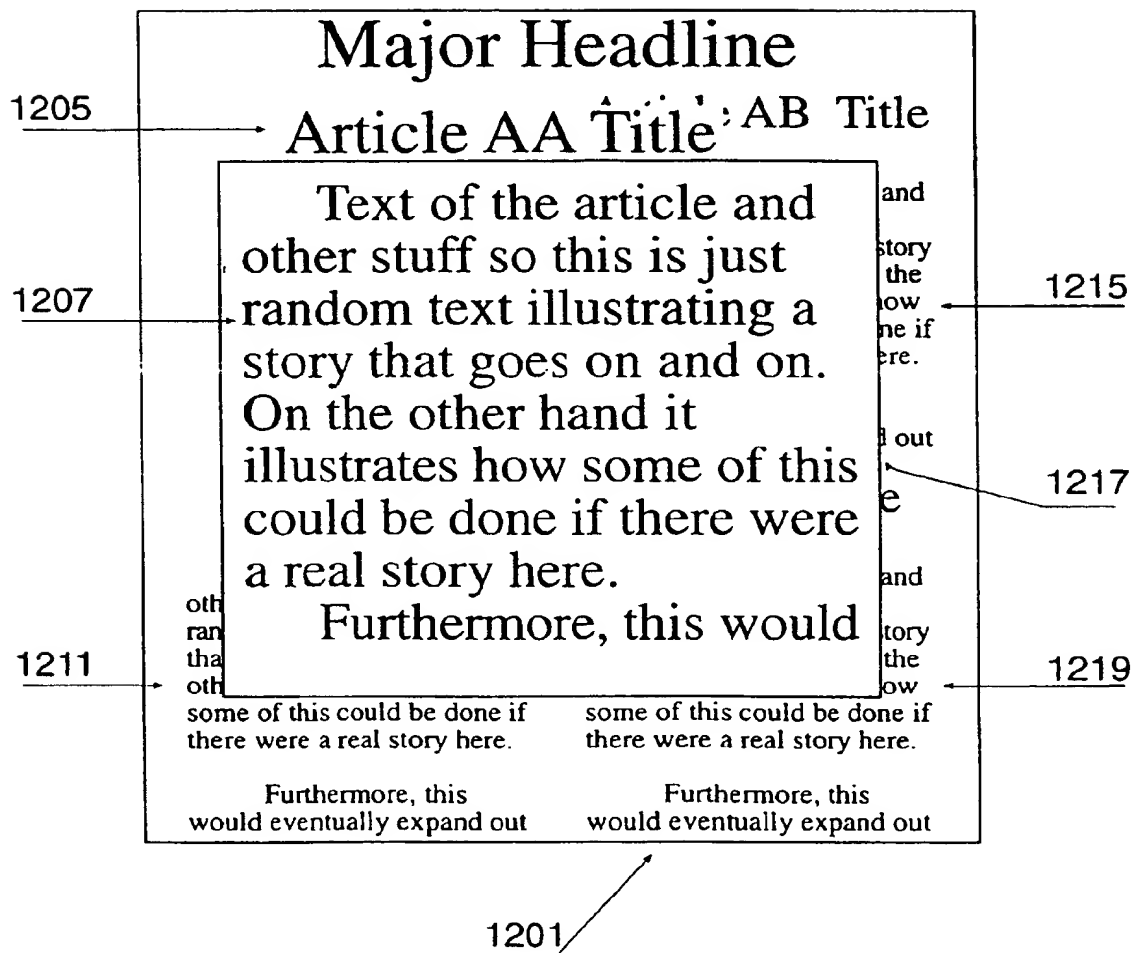 Major Headline
1205
Article AA Title AB Title
Text of the article and
other stuff so this is just
random text illustrating a
story that goes on and on.
On the other hand it
illustrates how some of this
could be done if there were
a real story here.
Furthermore, this would
1207
and
story
the
ne if
1215
out
1217
and
the
1219
1211
some of this could be done if
there were a real story here.
Furthermore, this
would eventually expand out
some of this could be done if
there were a real story here.
Furthermore, this
would eventually expand out
1201